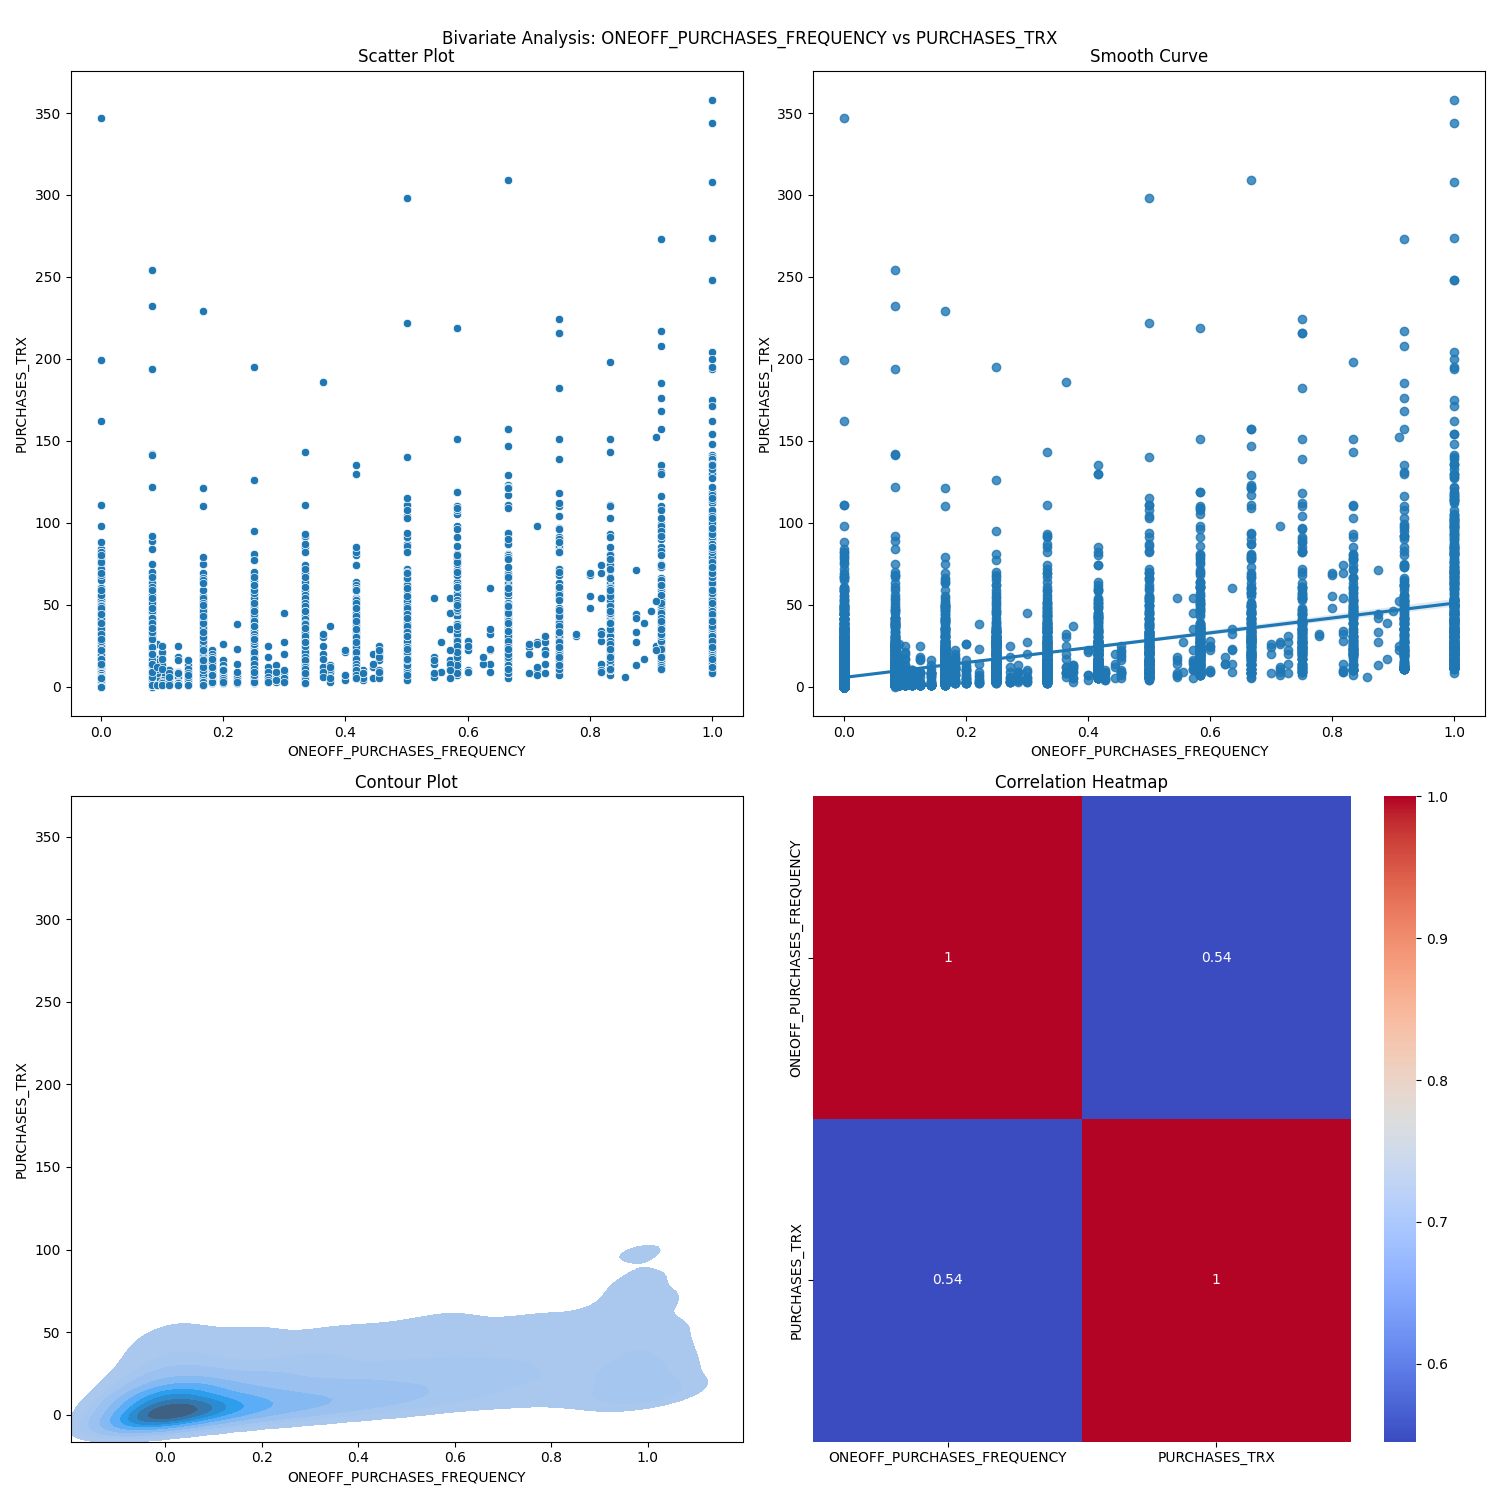 Bivariate Analysis: ONEOFF_PURCHASES_FREQUENCY vs PURCHASES_TRX
Scatter Plot
350
300
250
200
150
100
50
0
PURCHASES_TRX
0.0 0.2 0.4 0.6 0.8 1.0
ONEOFF_PURCHASES_FREQUENCY
Smooth Curve
350
300
250
200
150
100
50
0
PURCHASES_TRX
0.0 0.2 0.4 0.6 0.8 1.0
ONEOFF_PURCHASES_FREQUENCY
Contour Plot
350
300
250
200
150
100
50
0
PURCHASES_TRX
0.0 0.2 0.4 0.6 0.8 1.0
ONEOFF_PURCHASES_FREQUENCY
Correlation Heatmap
ONEOFF_PURCHASES_FREQUENCY
1 0.54
PURCHASES_TRX
0.54 1
ONEOFF_PURCHASES_FREQUENCY PURCHASES_TRX
1.0
0.9
0.8
0.7
0.6